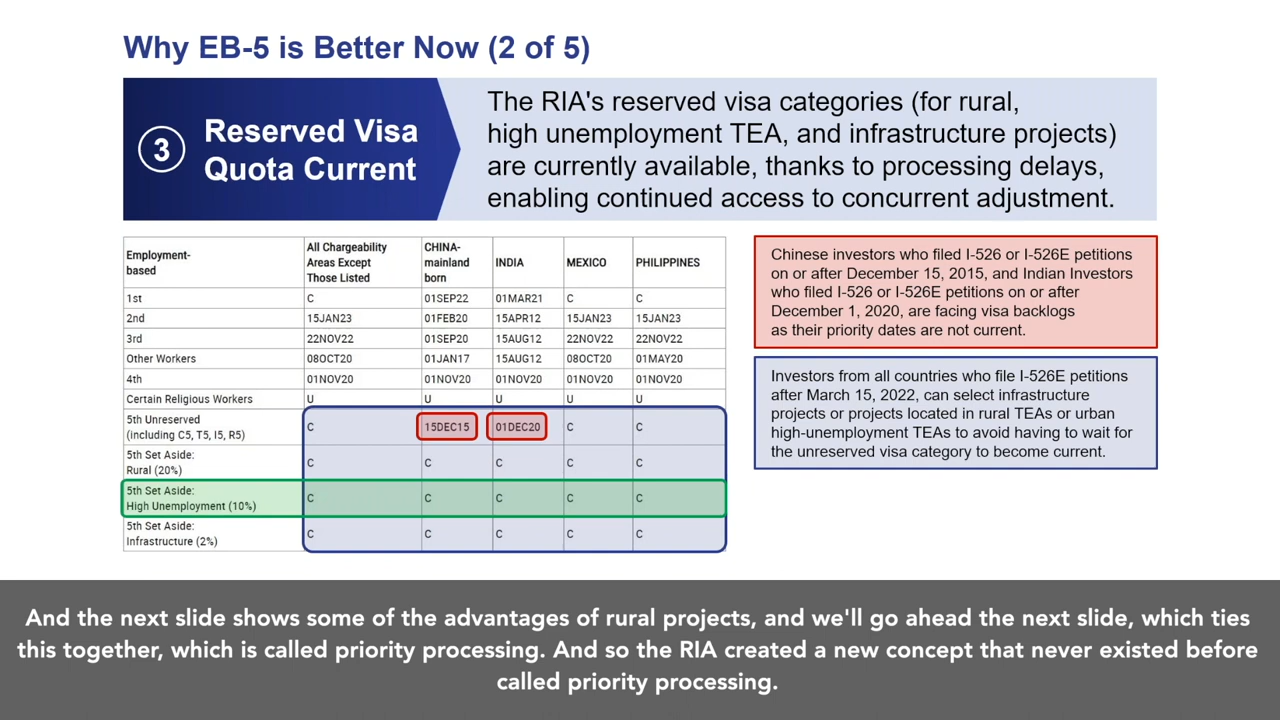 Why EB-5 is Better Now (2 of 5)
3
Reserved Visa
Quota Current
The RIA's reserved visa categories (for rural,
high unemployment TEA, and infrastructure projects)
are currently available, thanks to processing delays,
enabling continued access to concurrent adjustment.
Employment-based All Chargeability Areas Except Those Listed CHINA-mainland born INDIA MEXICO PHILIPPINES
1st C 01SEP22 01MAR21 C C
2nd 15JAN23 01FEB20 15APR12 15JAN23 15JAN23
3rd 22NOV22 01SEP20 15AUG12 22NOV22 22NOV22
Other Workers 08OCT20 01JAN17 15AUG12 08OCT20 01MAY20
4th 01NOV20 01NOV20 01NOV20 01NOV20 01NOV20
Certain Religious Workers U U U U U
5th Unreserved (including C5, T5, I5, R5) C 15DEC15 01DEC20 C C
5th Set Aside: Rural (20%) C C C C C
5th Set Aside: High Unemployment (10%) C C C C C
5th Set Aside: Infrastructure (2%) C C C C C
Chinese investors who filed I-526 or I-526E petitions
on or after December 15, 2015, and Indian Investors
who filed I-526 or I-526E petitions on or after
December 1, 2020, are facing visa backlogs
as their priority dates are not current.
Investors from all countries who file I-526E petitions
after March 15, 2022, can select infrastructure
projects or projects located in rural TEAs or urban
high-unemployment TEAs to avoid having to wait for
the unreserved visa category to become current.
And the next slide shows some of the advantages of rural projects, and we'll go ahead the next slide, which ties
this together, which is called priority processing. And so the RIA created a new concept that never existed before
called priority processing.